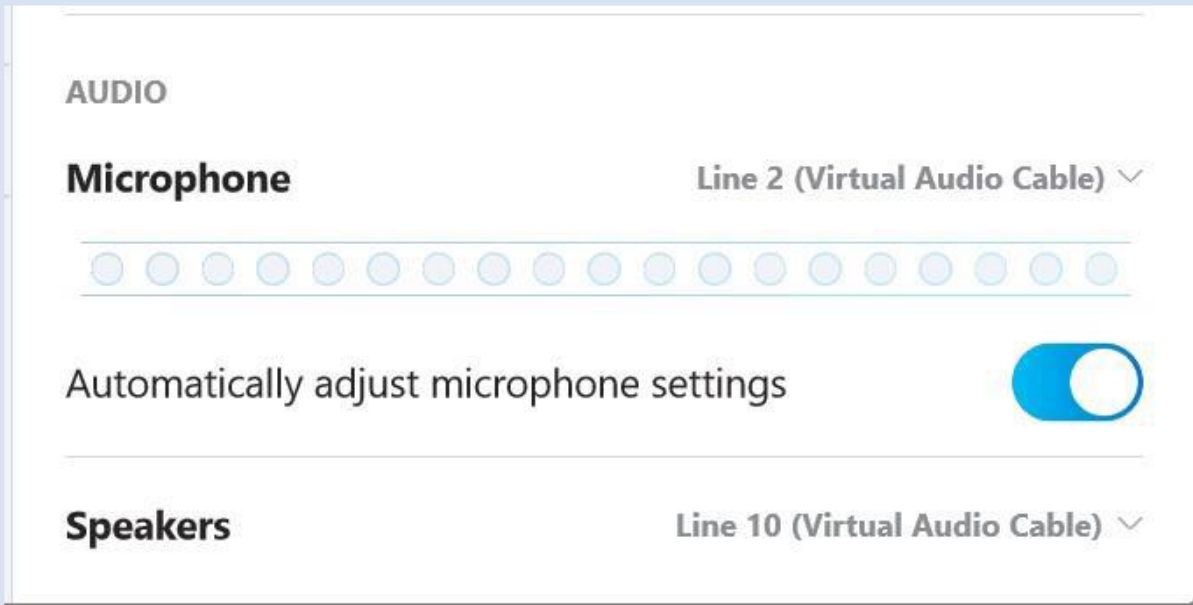 AUDIO
Microphone Line 2 (Virtual Audio Cable)
Automatically adjust microphone settings
Speakers Line 10 (Virtual Audio Cable)